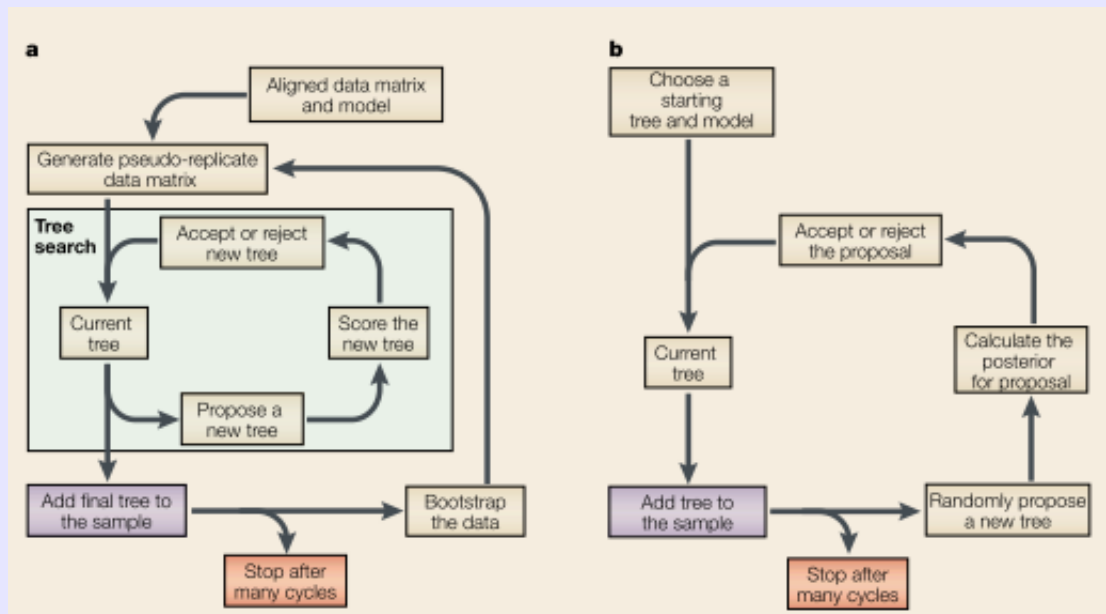 a
Aligned data matrix
and model
Generate pseudo-replicate
data matrix
Tree
search
Accept or reject
new tree
Current
tree
Score the
new tree
Propose a
new tree
Add final tree to
the sample
Bootstrap
the data
Stop after
many cycles
b
Choose a
starting
tree and model
Accept or reject
the proposal
Current
tree
Calculate the
posterior
for proposal
Add tree to
the sample
Randomly propose
a new tree
Stop after
many cycles